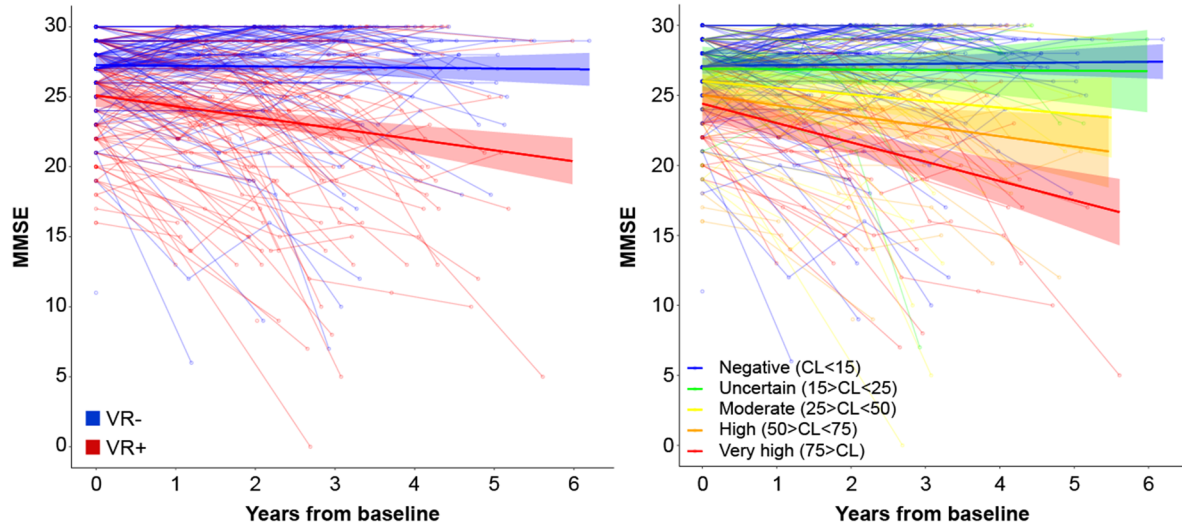 30
25
20
15
10
5
0
MMSE
VR-
VR+
0 1 2 3 4 5 6
Years from baseline
30
25
20
15
10
5
0
MMSE
Negative (CL<15)
Uncertain (15>CL<25)
Moderate (25>CL<50)
High (50>CL<75)
Very high (75>CL)
0 1 2 3 4 5 6
Years from baseline